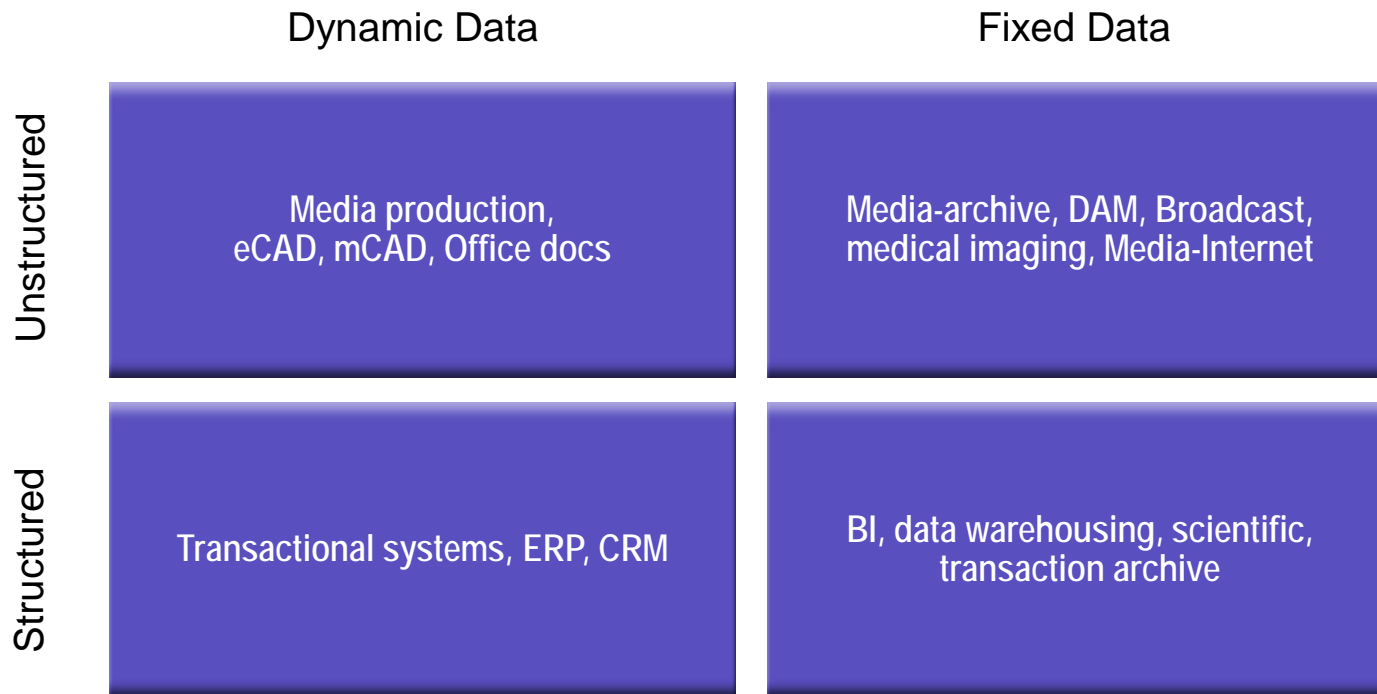 Dynamic Data
Fixed Data
Unstructured
Media production,
eCAD, mCAD, Office docs
Media-archive, DAM, Broadcast,
medical imaging, Media-Internet
Structured
Transactional systems, ERP, CRM
BI, data warehousing, scientific,
transaction archive